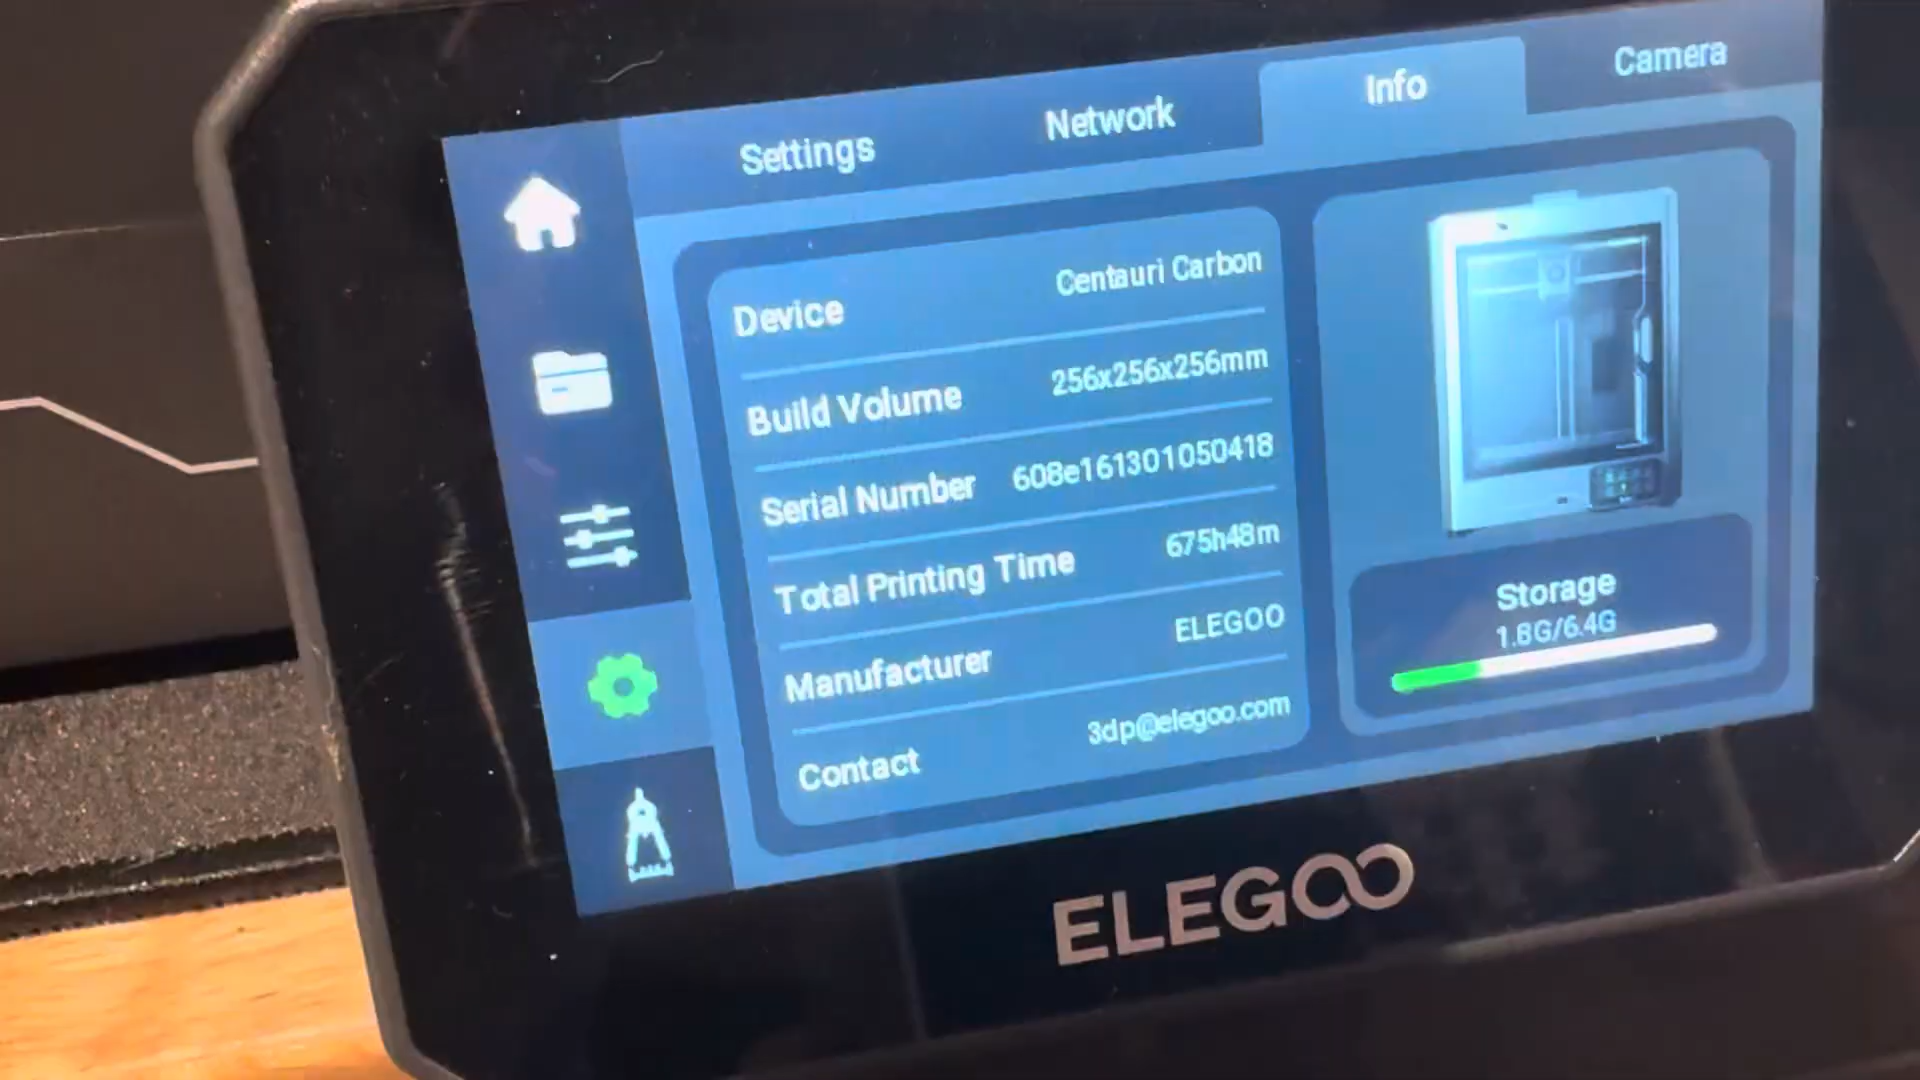 Settings
Network
Info
Camera
Device
Centauri Carbon
Build Volume
256x256x256mm
Serial Number
608e161301050418
Total Printing Time
675h48m
Manufacturer
ELEGOO
Contact
3dp@elegoo.com
Storage
1.8G/6.4G
ELEGOO